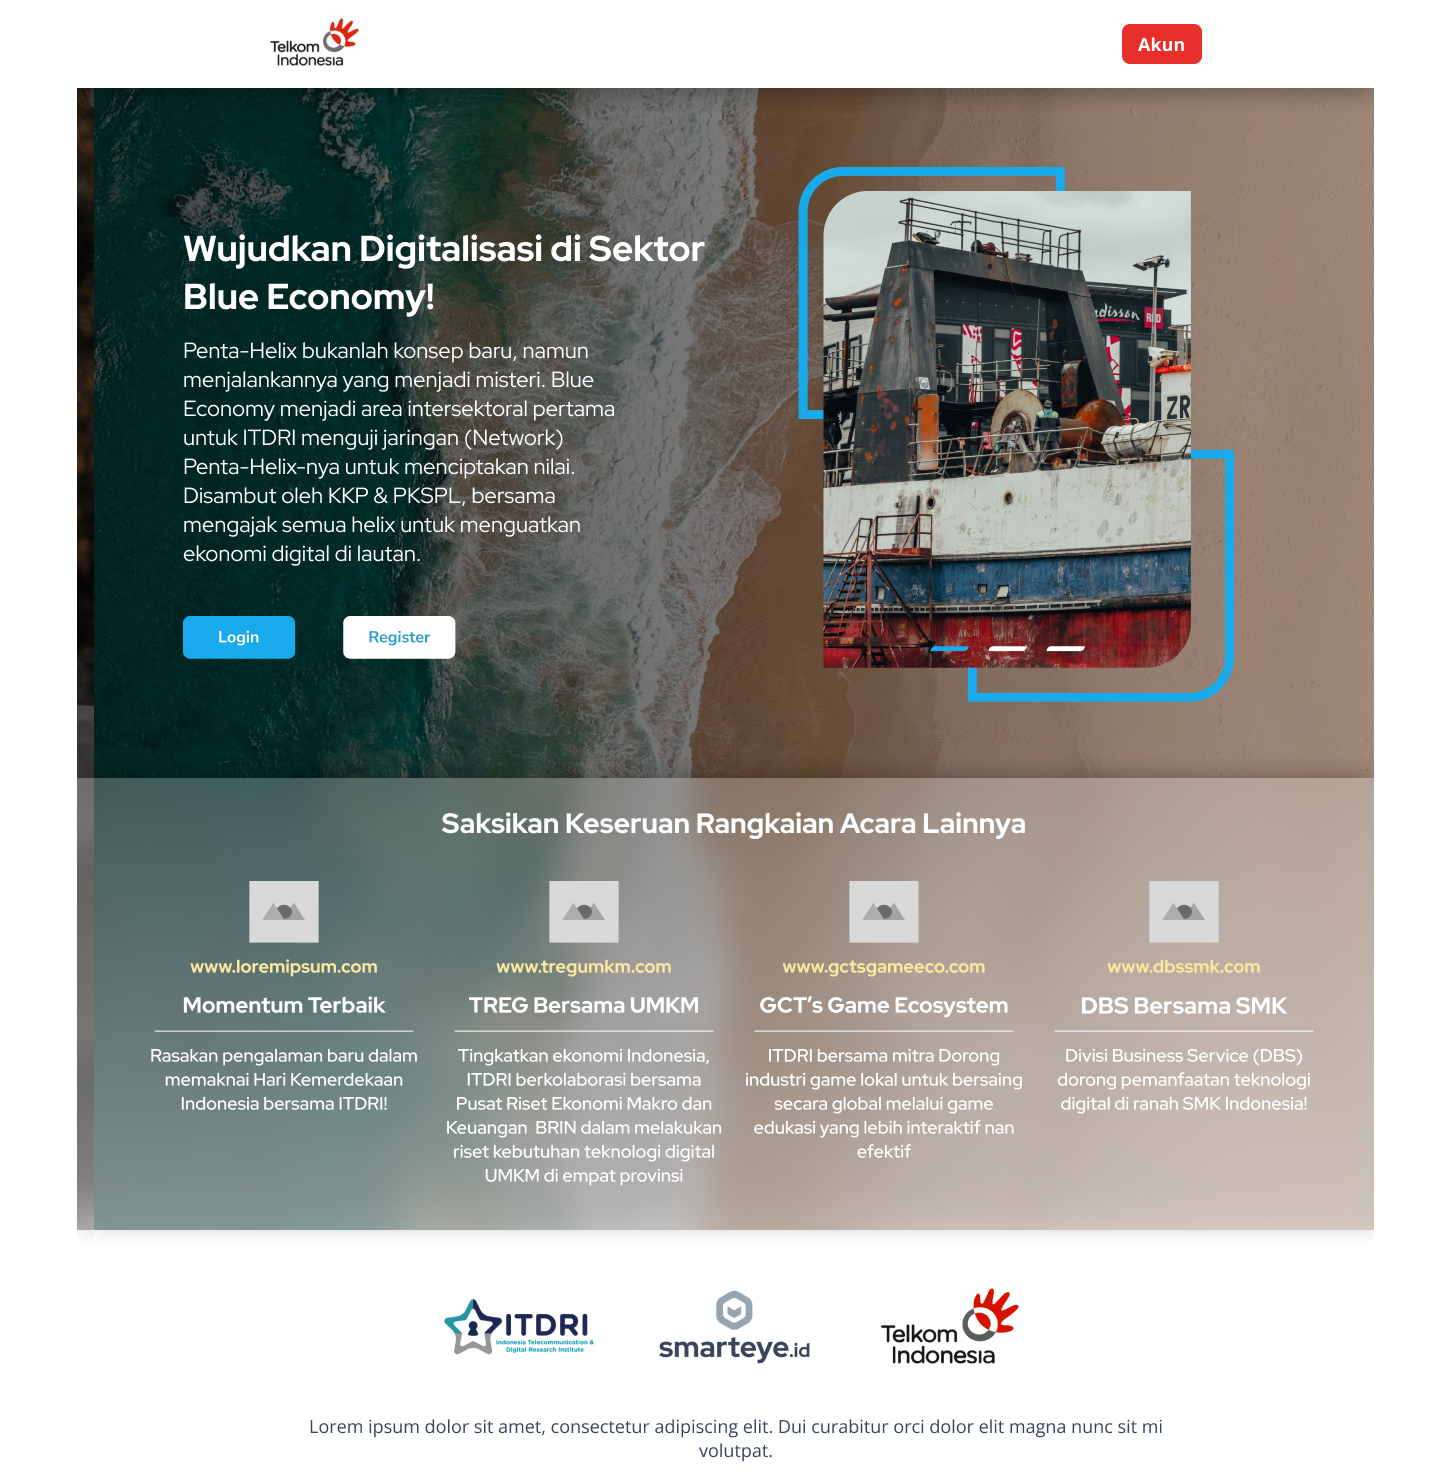 Telkom
Indonesia
Akun
Wujudkan Digitalisasi di Sektor
Blue Economy!
Penta-Helix bukanlah konsep baru, namun
menjalankannya yang menjadi misteri. Blue
Economy menjadi area intersektoral pertama
untuk ITDRI menguji jaringan (Network)
Penta-Helix-nya untuk menciptakan nilai.
Disambut oleh KKP & PKSPL, bersama
mengajak semua helix untuk menguatkan
ekonomi digital di lautan.
Login
Register
RED
ZR
Saksikan Keseruan Rangkaian Acara Lainnya
www.loremipsum.com
Momentum Terbaik
Rasakan pengalaman baru dalam
memaknai Hari Kemerdekaan
Indonesia bersama ITDRI!
www.tregumkm.com
TREG Bersama UMKM
Tingkatkan ekonomi Indonesia,
ITDRI berkolaborasi bersama
Pusat Riset Ekonomi Makro dan
Keuangan  BRIN dalam melakukan
riset kebutuhan teknologi digital
UMKM di empat provinsi
www.gctsgameeco.com
GCT’s Game Ecosystem
ITDRI bersama mitra Dorong
industri game lokal untuk bersaing
secara global melalui game
edukasi yang lebih interaktif nan
efektif
www.dbssmk.com
DBS Bersama SMK
Divisi Business Service (DBS)
dorong pemanfaatan teknologi
digital di ranah SMK Indonesia!
ITDRI
Indonesia Telecommunication &
Digital Research Institute
smarteye.id
Telkom
Indonesia
Lorem ipsum dolor sit amet, consectetur adipiscing elit. Dui curabitur orci dolor elit magna nunc sit mi
volutpat.